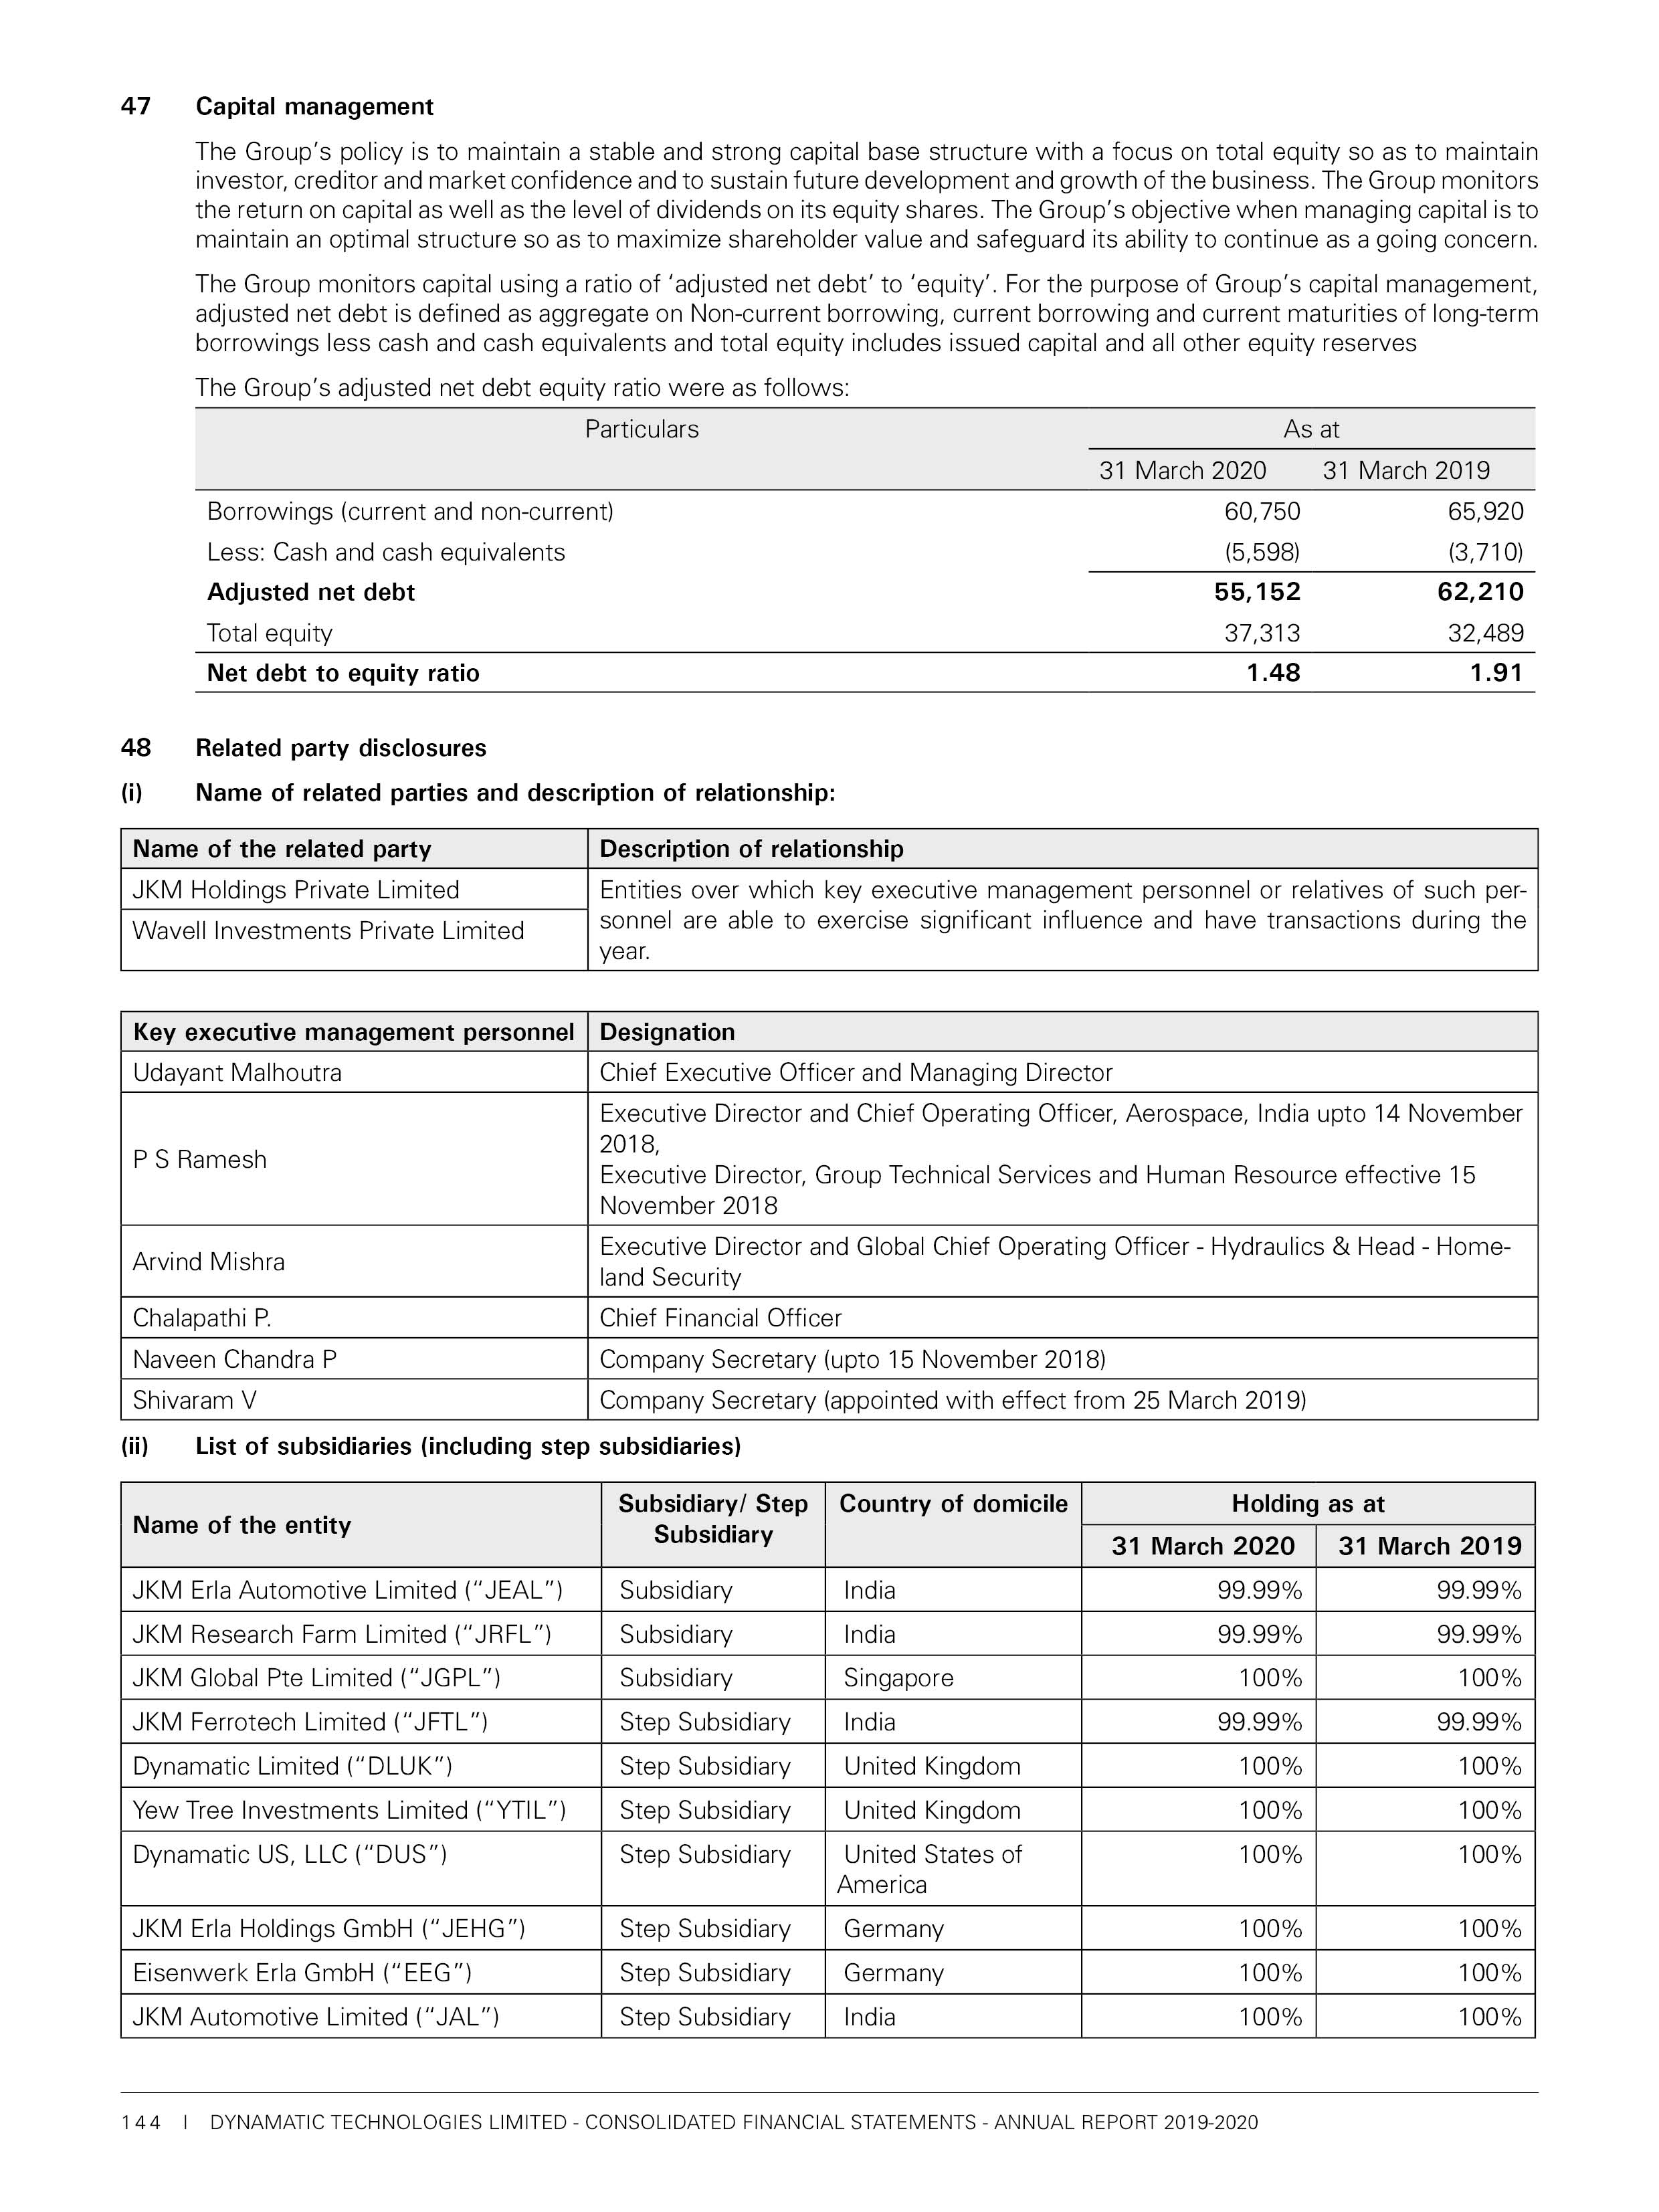 47 Capital management
The Group’s policy is to maintain a stable and strong capital base structure with a focus on total equity so as to maintain
investor, creditor and market confidence and to sustain future development and growth of the business. The Group monitors
the return on capital as well as the level of dividends on its equity shares. The Group’s objective when managing capital is to
maintain an optimal structure so as to maximize shareholder value and safeguard its ability to continue as a going concern.
The Group monitors capital using a ratio of ‘adjusted net debt’ to ‘equity’. For the purpose of Group’s capital management,
adjusted net debt is defined as aggregate on Non-current borrowing, current borrowing and current maturities of long-term
borrowings less cash and cash equivalents and total equity includes issued capital and all other equity reserves
The Group’s adjusted net debt equity ratio were as follows:
Particulars As at
31 March 2020 31 March 2019
Borrowings (current and non-current) 60,750 65,920
Less: Cash and cash equivalents (5,598) (3,710)
Adjusted net debt 55,152 62,210
Total equity 37,313 32,489
Net debt to equity ratio 1.48 1.91
48 Related party disclosures
(i) Name of related parties and description of relationship:
Name of the related party Description of relationship
JKM Holdings Private Limited
Wavell Investments Private Limited
Entities over which key executive management personnel or relatives of such per-
sonnel are able to exercise significant influence and have transactions during the
year.
Key executive management personnel Designation
Udayant Malhoutra Chief Executive Officer and Managing Director
P S Ramesh
Executive Director and Chief Operating Officer, Aerospace, India upto 14 November
2018,
Executive Director, Group Technical Services and Human Resource effective 15
November 2018
Arvind Mishra
Executive Director and Global Chief Operating Officer - Hydraulics & Head - Home-
land Security
Chalapathi P. Chief Financial Officer
Naveen Chandra P Company Secretary (upto 15 November 2018)
Shivaram V Company Secretary (appointed with effect from 25 March 2019)
(ii) List of subsidiaries (including step subsidiaries)
Name of the entity
Subsidiary/ Step
Subsidiary
Country of domicile
Holding as at
31 March 2020 31 March 2019
JKM Erla Automotive Limited (“JEAL”) Subsidiary India 99.99% 99.99%
JKM Research Farm Limited (“JRFL”) Subsidiary India 99.99% 99.99%
JKM Global Pte Limited (“JGPL”) Subsidiary Singapore 100% 100%
JKM Ferrotech Limited (“JFTL”) Step Subsidiary India 99.99% 99.99%
Dynamatic Limited (“DLUK”) Step Subsidiary United Kingdom 100% 100%
Yew Tree Investments Limited (“YTIL”) Step Subsidiary United Kingdom 100% 100%
Dynamatic US, LLC (“DUS”) Step Subsidiary United States of 100% 100%
America
JKM Erla Holdings GmbH (“JEHG”) Step Subsidiary Germany 100% 100%
Eisenwerk Erla GmbH (“EEG”) Step Subsidiary Germany 100% 100%
JKM Automotive Limited (“JAL”) Step Subsidiary India 100% 100%
144 I DYNAMATIC TECHNOLOGIES LIMITED - CONSOLIDATED FINANCIAL STATEMENTS - ANNUAL REPORT 2019-2020